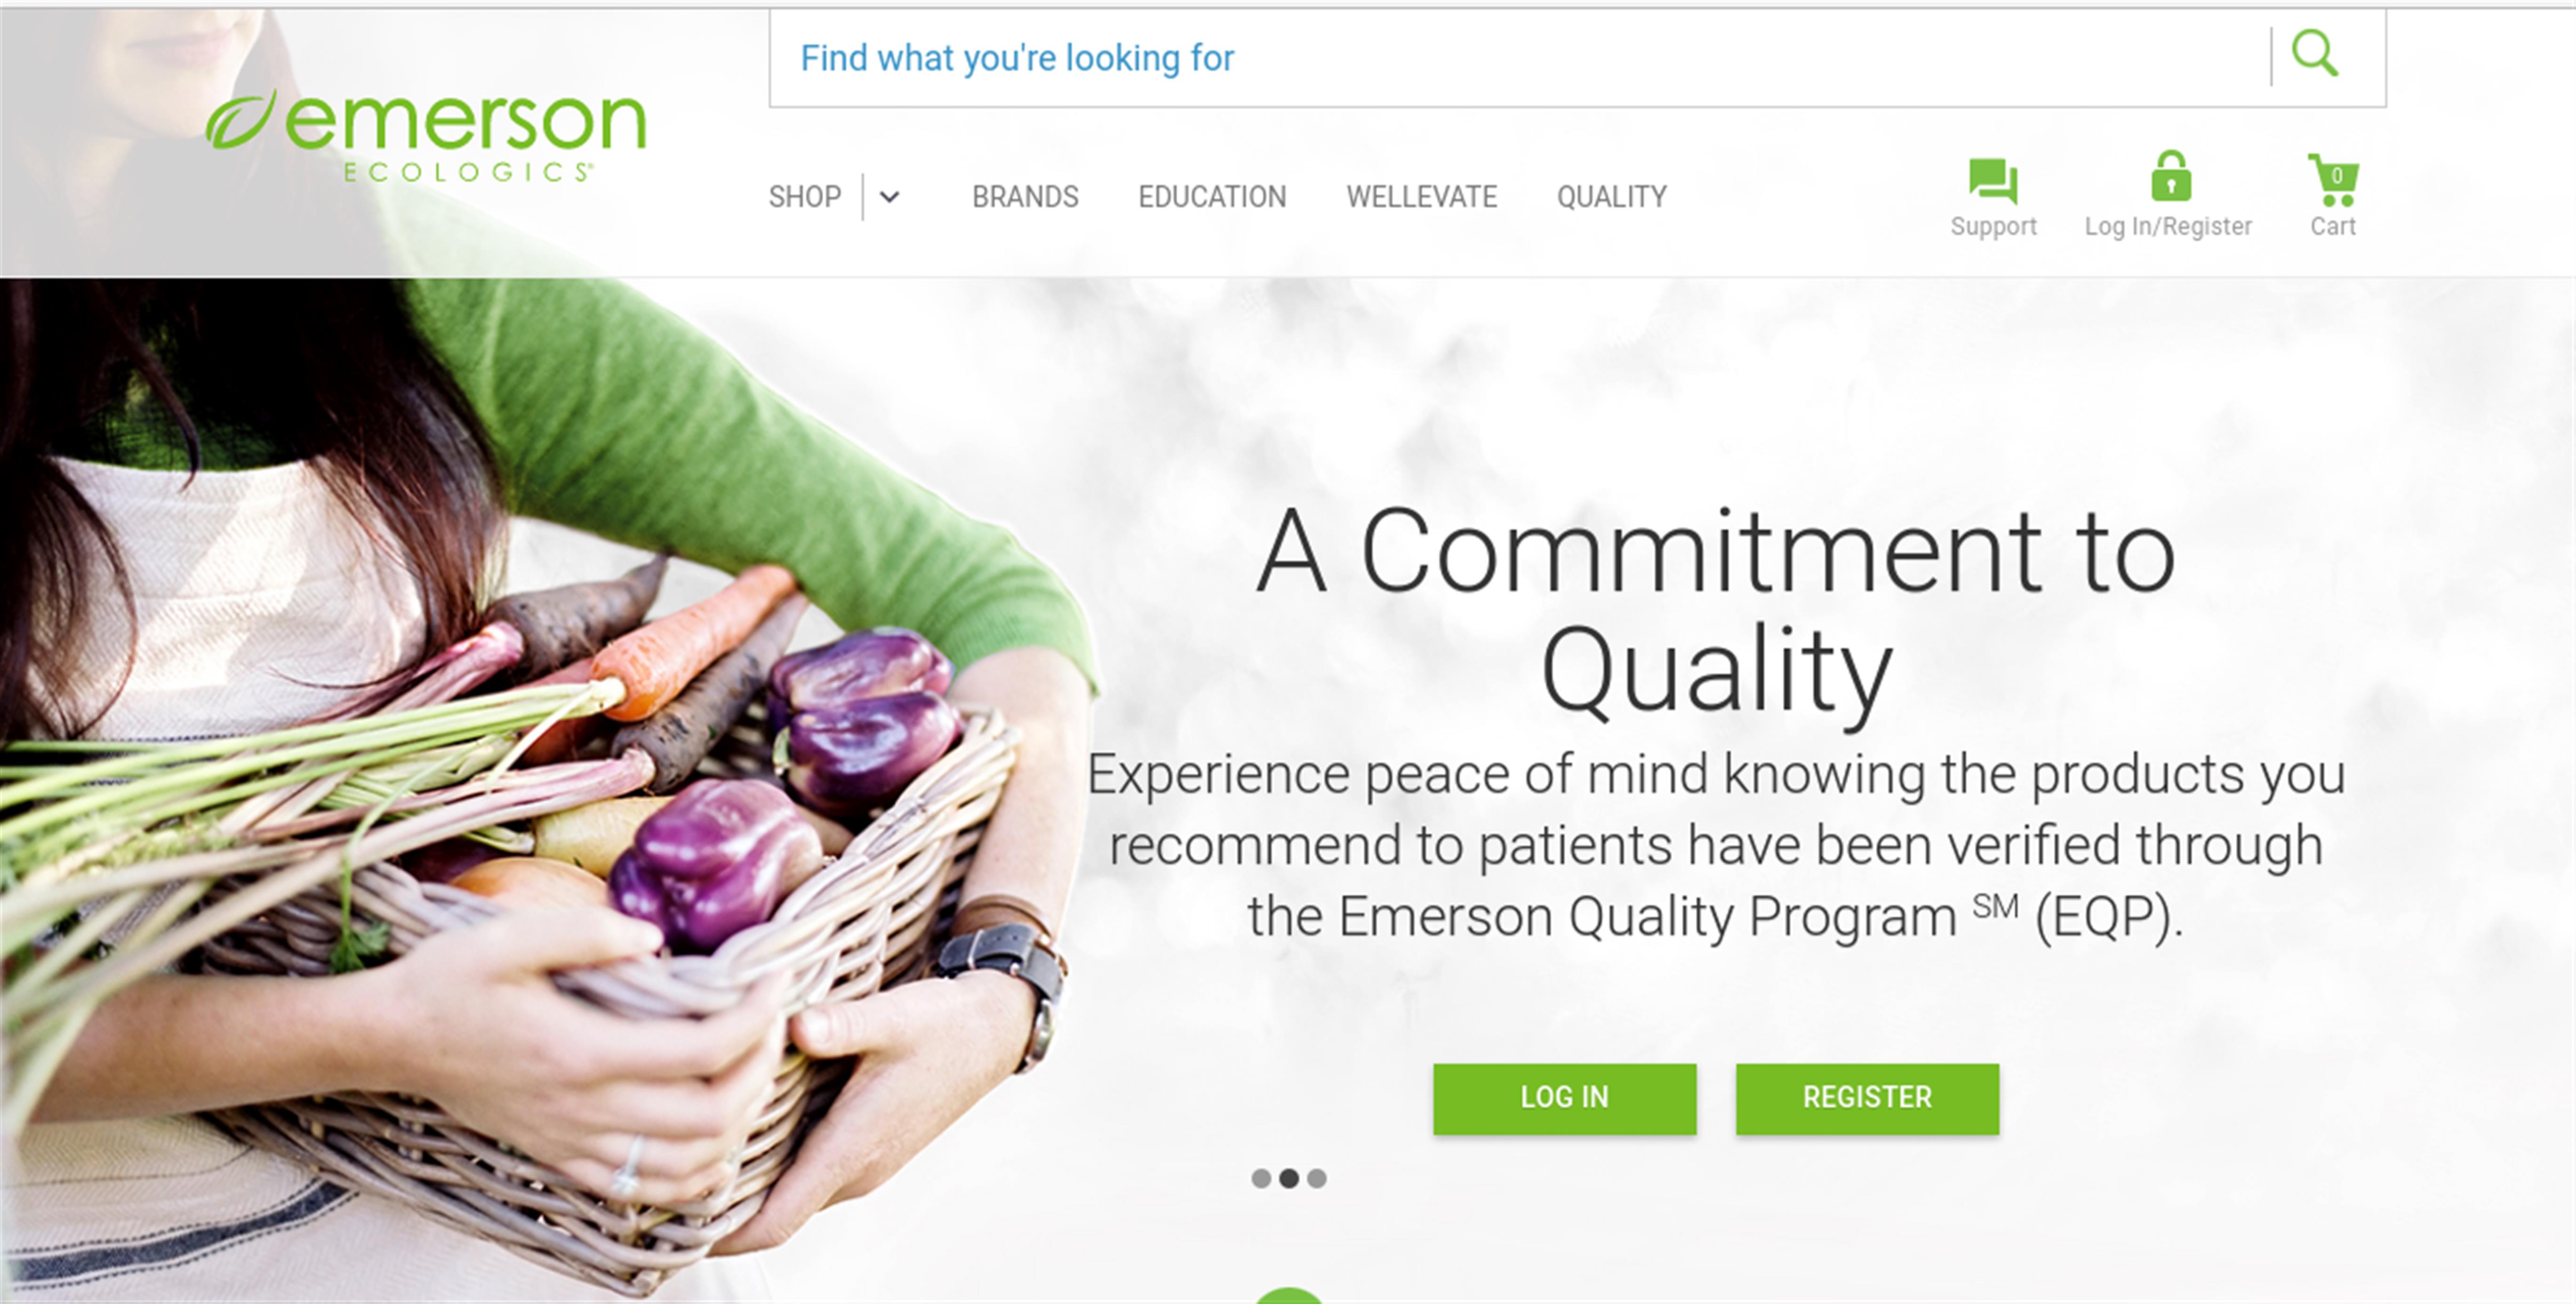 Find what you're looking for
emerson
ECOLOGICS®
SHOP
BRANDS
EDUCATION
WELLEVATE
QUALITY
Support
Log In/Register
0
Cart
A Commitment to
Quality
Experience peace of mind knowing the products you
recommend to patients have been verified through
the Emerson Quality Program SM (EQP).
LOG IN
REGISTER